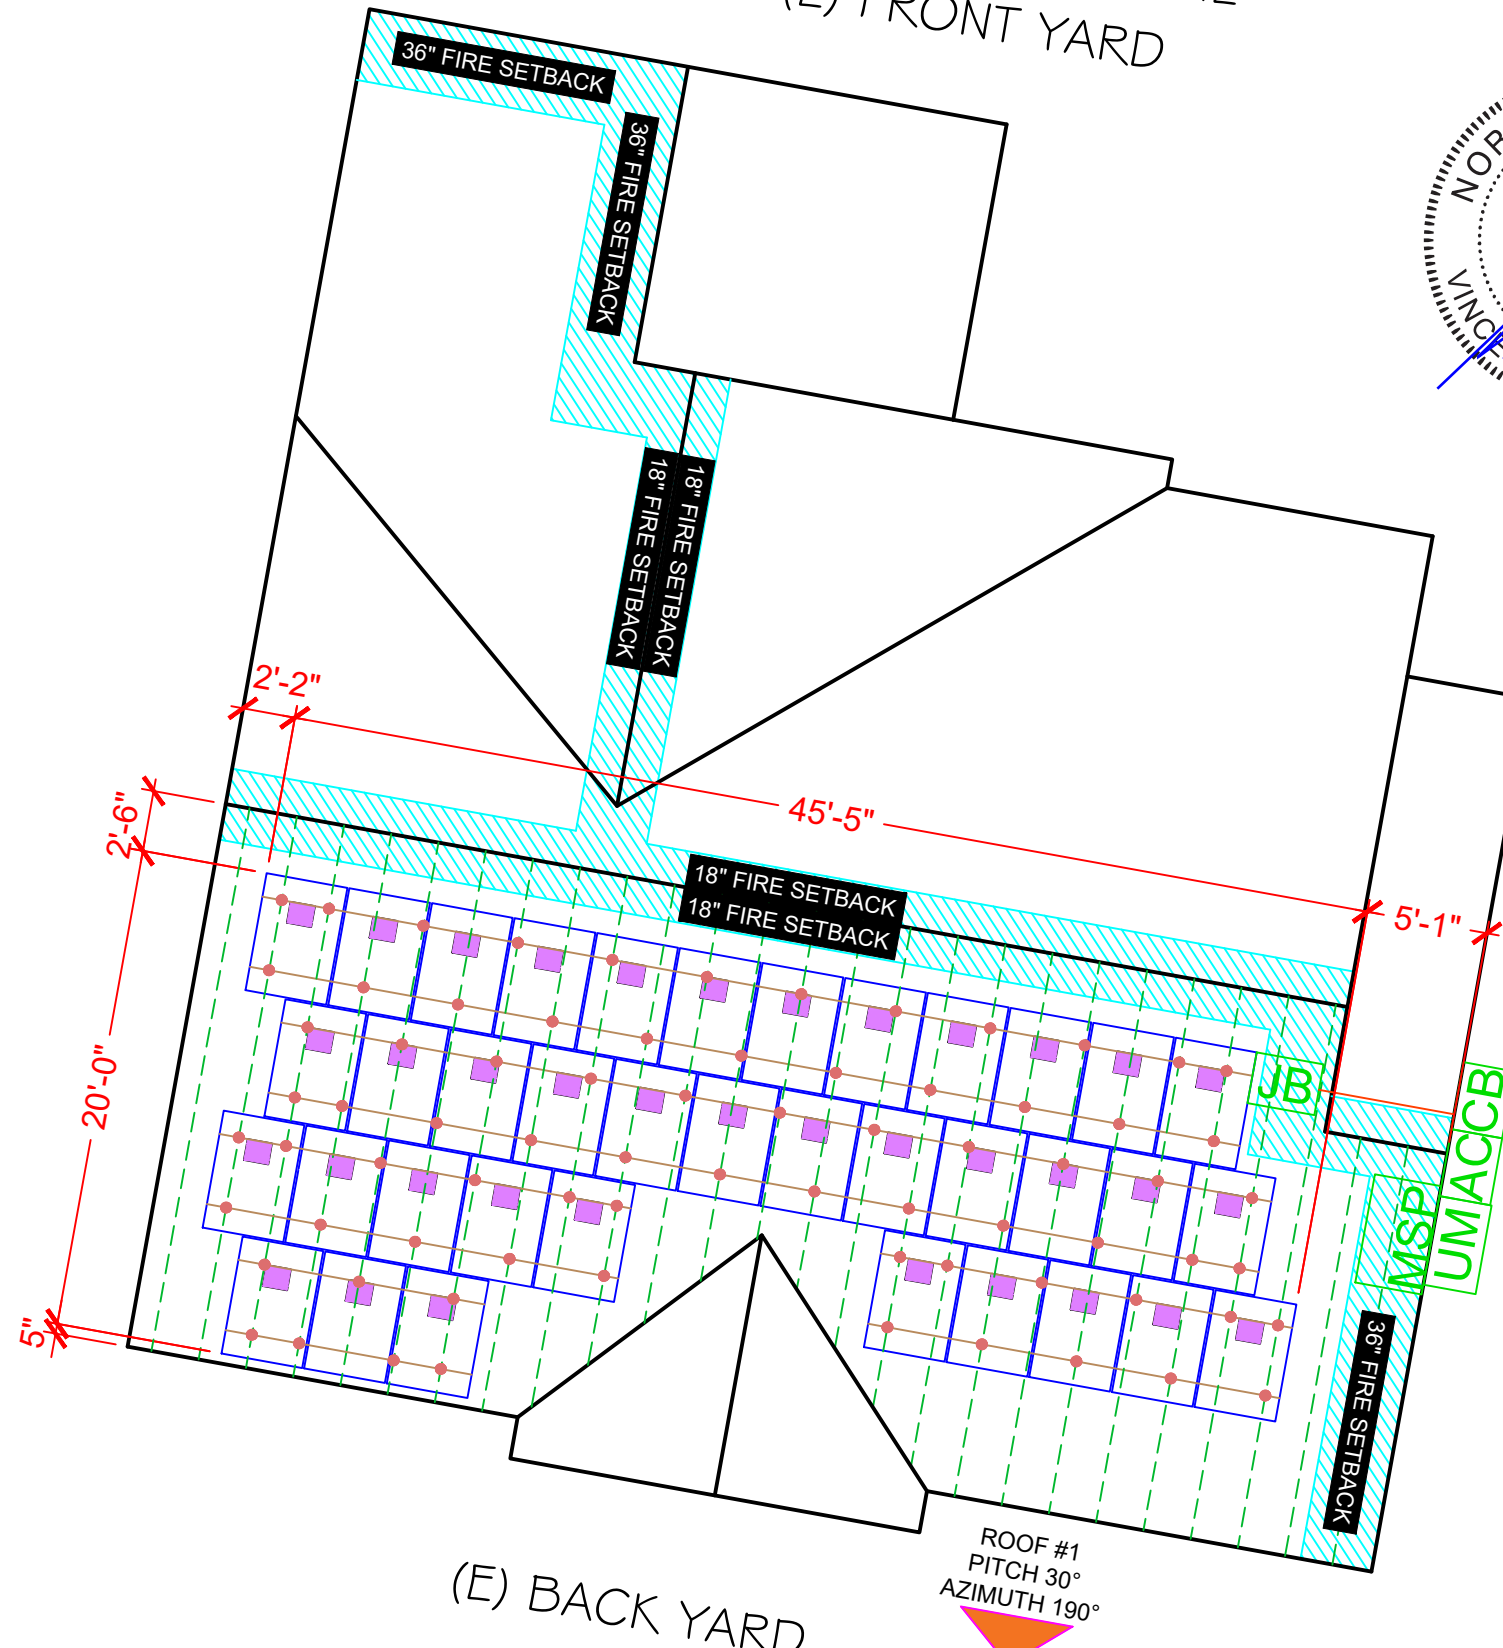 (E) FRONT YARD
36" FIRE SETBACK
36" FIRE SETBACK
NOR
VINCE
18" FIRE SETBACK
18" FIRE SETBACK
2'-2"
2'-6"
45'-5"
18" FIRE SETBACK
18" FIRE SETBACK
5'-1"
20'-0"
JB
ACCB
MSP
UM
5"
36" FIRE SETBACK
ROOF #1
PITCH 30°
AZIMUTH 190°
(E) BACK YARD